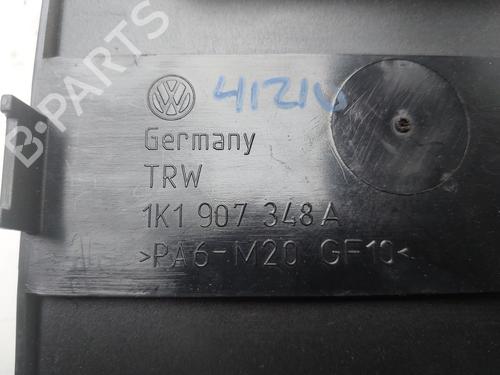 B-PARTS
41216
Germany
TRW
1K1 907 348 A
>PA6-M20 GF10<